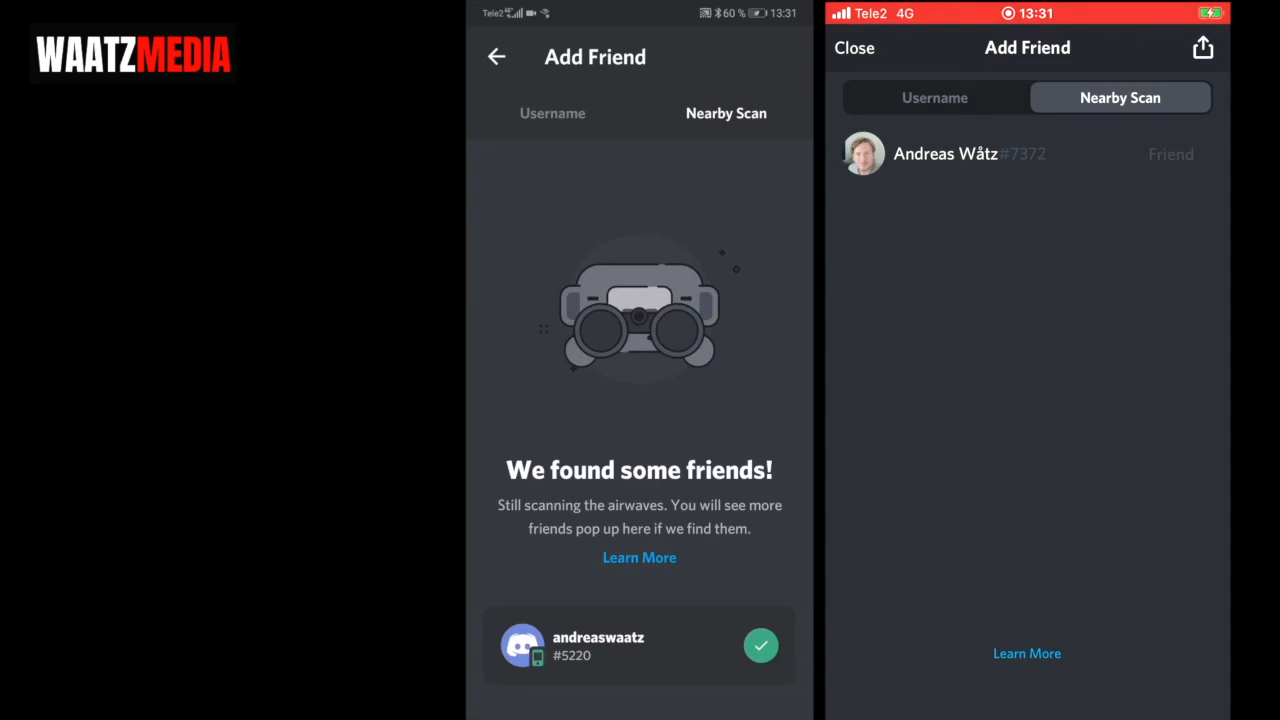 WAATZMEDIA
Tele2 60 % 13:31
Add Friend
Username Nearby Scan
We found some friends!
Still scanning the airwaves. You will see more
friends pop up here if we find them.
Learn More
andreaswaatz
#5220
Tele2 4G 13:31
Close Add Friend
Username Nearby Scan
Andreas Wåtz#7372 Friend
Learn More